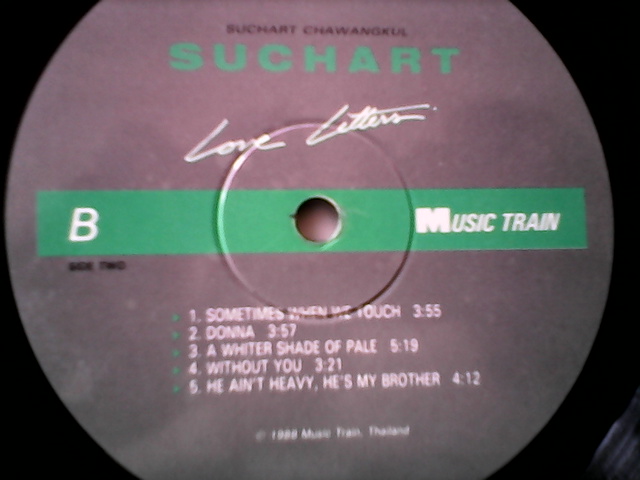 SUCHART CHAWANGKUL
SUCHART
Love Letters
B
MUSIC TRAIN
SIDE TWO
1. SOMETIMES WHEN WE TOUCH 3:55
2. DONNA 3:57
3. A WHITER SHADE OF PALE 5:19
4. WITHOUT YOU 3:21
5. HE AIN'T HEAVY, HE'S MY BROTHER 4:12
© 1988 Music Train, Thailand